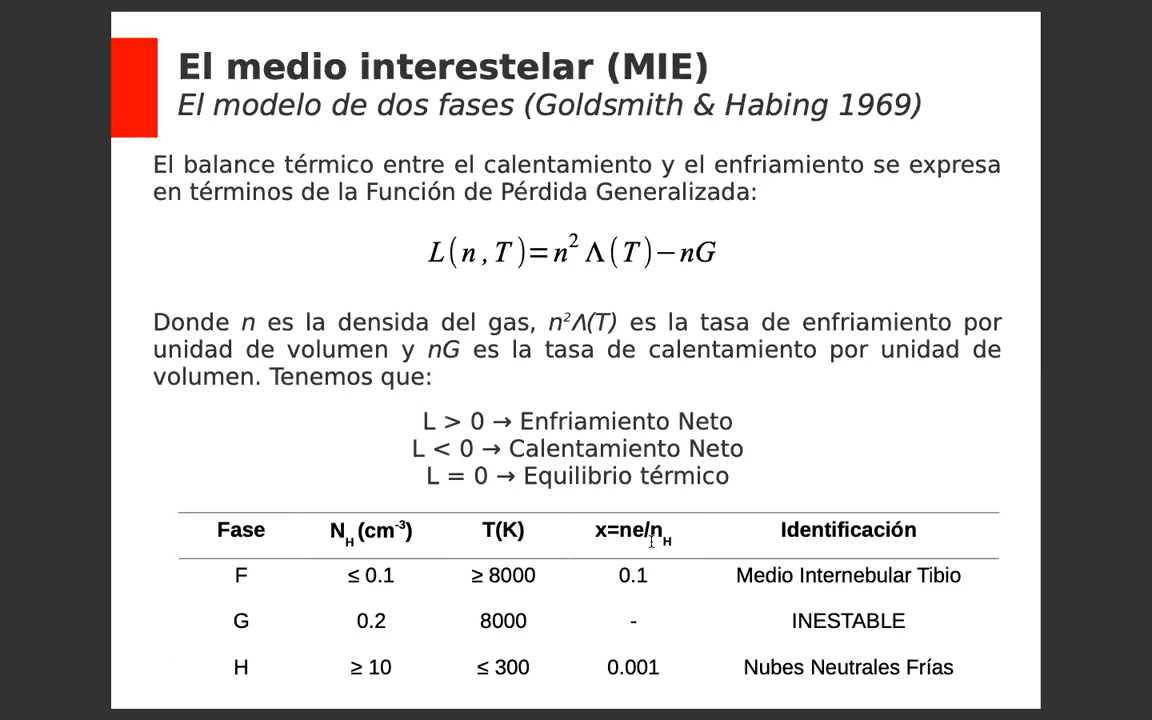 El medio interestelar (MIE)
El modelo de dos fases (Goldsmith & Habing 1969)
El balance térmico entre el calentamiento y el enfriamiento se expresa
en términos de la Función de Pérdida Generalizada:
L(n,T)=n²Λ(T)−nG
Donde n es la densida del gas, n²Λ(T) es la tasa de enfriamiento por
unidad de volumen y nG es la tasa de calentamiento por unidad de
volumen. Tenemos que:
L > 0 → Enfriamiento Neto
L < 0 → Calentamiento Neto
L = 0 → Equilibrio térmico
Fase N_H (cm⁻³) T(K) x=ne/n_H Identificación
F ≤ 0.1 ≥ 8000 0.1 Medio Internebular Tibio
G 0.2 8000 - INESTABLE
H ≥ 10 ≤ 300 0.001 Nubes Neutrales Frías